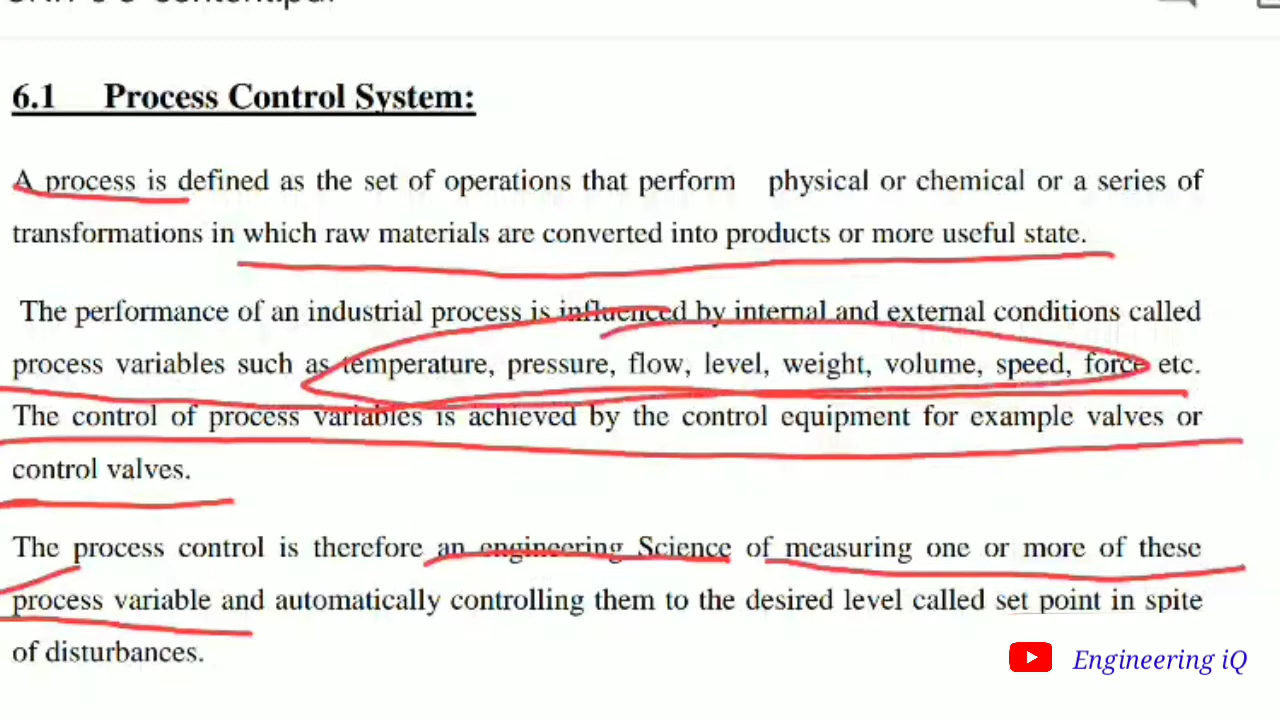 6.1 Process Control System:
A process is defined as the set of operations that perform physical or chemical or a series of
transformations in which raw materials are converted into products or more useful state.
The performance of an industrial process is influenced by internal and external conditions called
process variables such as temperature, pressure, flow, level, weight, volume, speed, force etc.
The control of process variables is achieved by the control equipment for example valves or
control valves.
The process control is therefore an engineering Science of measuring one or more of these
process variable and automatically controlling them to the desired level called set point in spite
of disturbances.
Engineering iQ